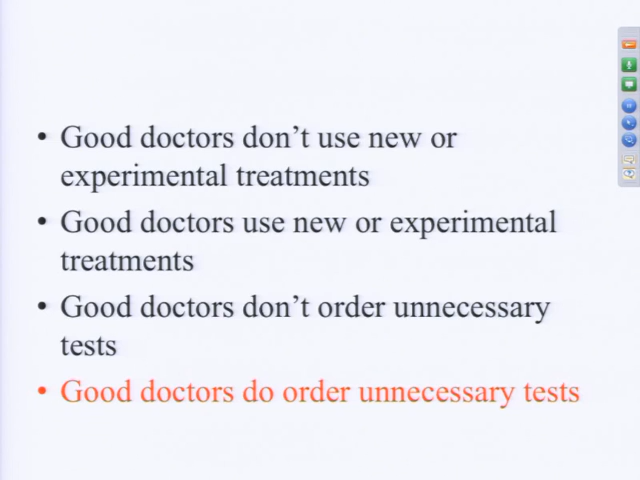 • Good doctors don't use new or
experimental treatments
• Good doctors use new or experimental
treatments
• Good doctors don't order unnecessary
tests
• Good doctors do order unnecessary tests